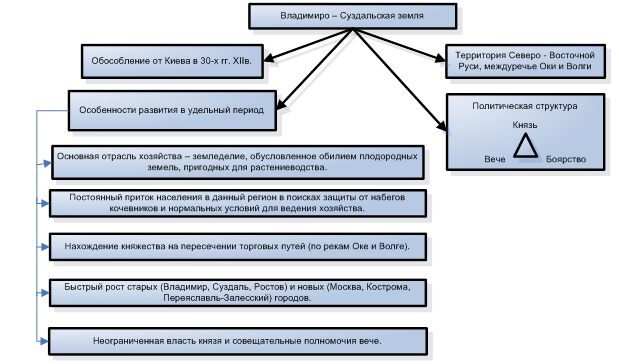 Владимиро – Суздальская земля
Обособление от Киева в 30-х гг. XIIв.
Территория Северо - Восточной
Руси, междуречье Оки и Волги
Особенности развития в удельный период
Политическая структура
Князь
Вече
Боярство
Основная отрасль хозяйства – земледелие, обусловленное обилием плодородных
земель, пригодных для растениеводства.
Постоянный приток населения в данный регион в поисках защиты от набегов
кочевников и нормальных условий для ведения хозяйства.
Нахождение княжества на пересечении торговых путей (по рекам Оке и Волге).
Быстрый рост старых (Владимир, Суздаль, Ростов) и новых (Москва, Кострома,
Переяславль-Залесский) городов.
Неограниченная власть князя и совещательные полномочия вече.